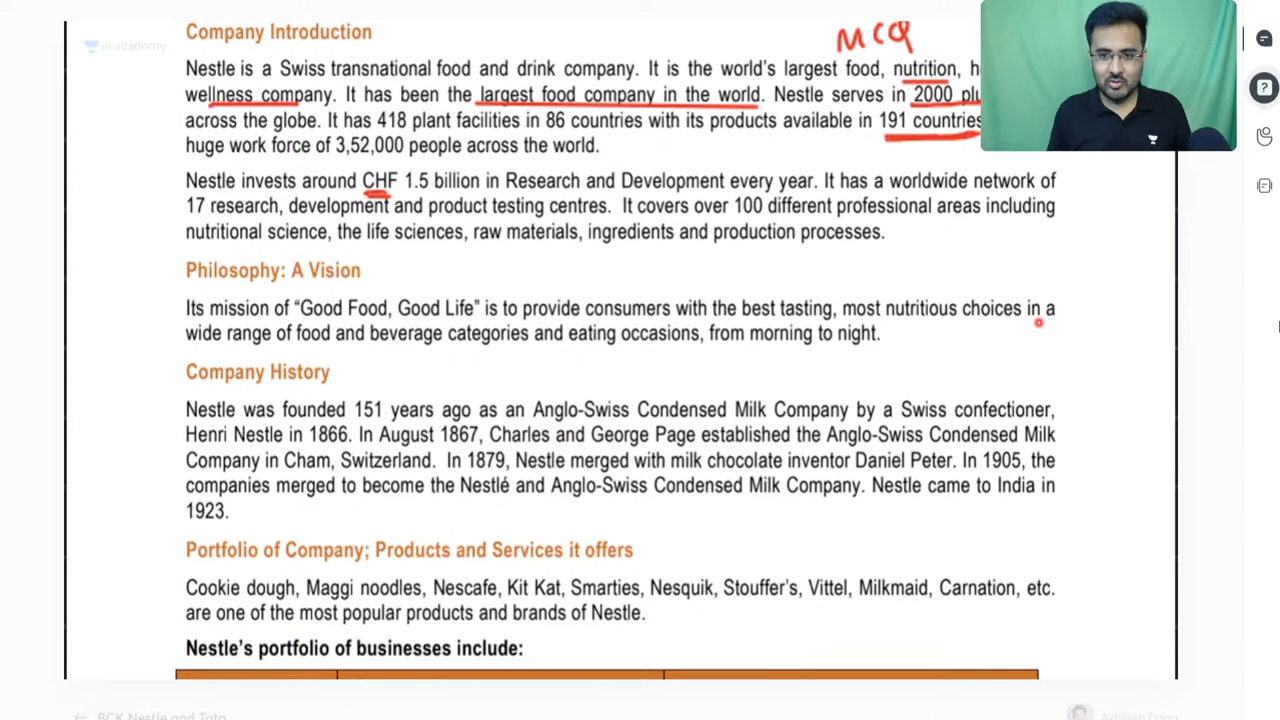 Company Introduction
MCQ
unacademy
Nestle is a Swiss transnational food and drink company. It is the world's largest food, nutrition, h
wellness company. It has been the largest food company in the world. Nestle serves in 2000 plu
across the globe. It has 418 plant facilities in 86 countries with its products available in 191 countries
huge work force of 3,52,000 people across the world.
Nestle invests around CHF 1.5 billion in Research and Development every year. It has a worldwide network of
17 research, development and product testing centres. It covers over 100 different professional areas including
nutritional science, the life sciences, raw materials, ingredients and production processes.
Philosophy: A Vision
Its mission of “Good Food, Good Life” is to provide consumers with the best tasting, most nutritious choices in a
wide range of food and beverage categories and eating occasions, from morning to night.
Company History
Nestle was founded 151 years ago as an Anglo-Swiss Condensed Milk Company by a Swiss confectioner,
Henri Nestle in 1866. In August 1867, Charles and George Page established the Anglo-Swiss Condensed Milk
Company in Cham, Switzerland. In 1879, Nestle merged with milk chocolate inventor Daniel Peter. In 1905, the
companies merged to become the Nestlé and Anglo-Swiss Condensed Milk Company. Nestle came to India in
1923.
Portfolio of Company; Products and Services it offers
Cookie dough, Maggi noodles, Nescafe, Kit Kat, Smarties, Nesquik, Stouffer's, Vittel, Milkmaid, Carnation, etc.
are one of the most popular products and brands of Nestle.
Nestle's portfolio of businesses include:
BCK Nestle and Tata
Akhilesh